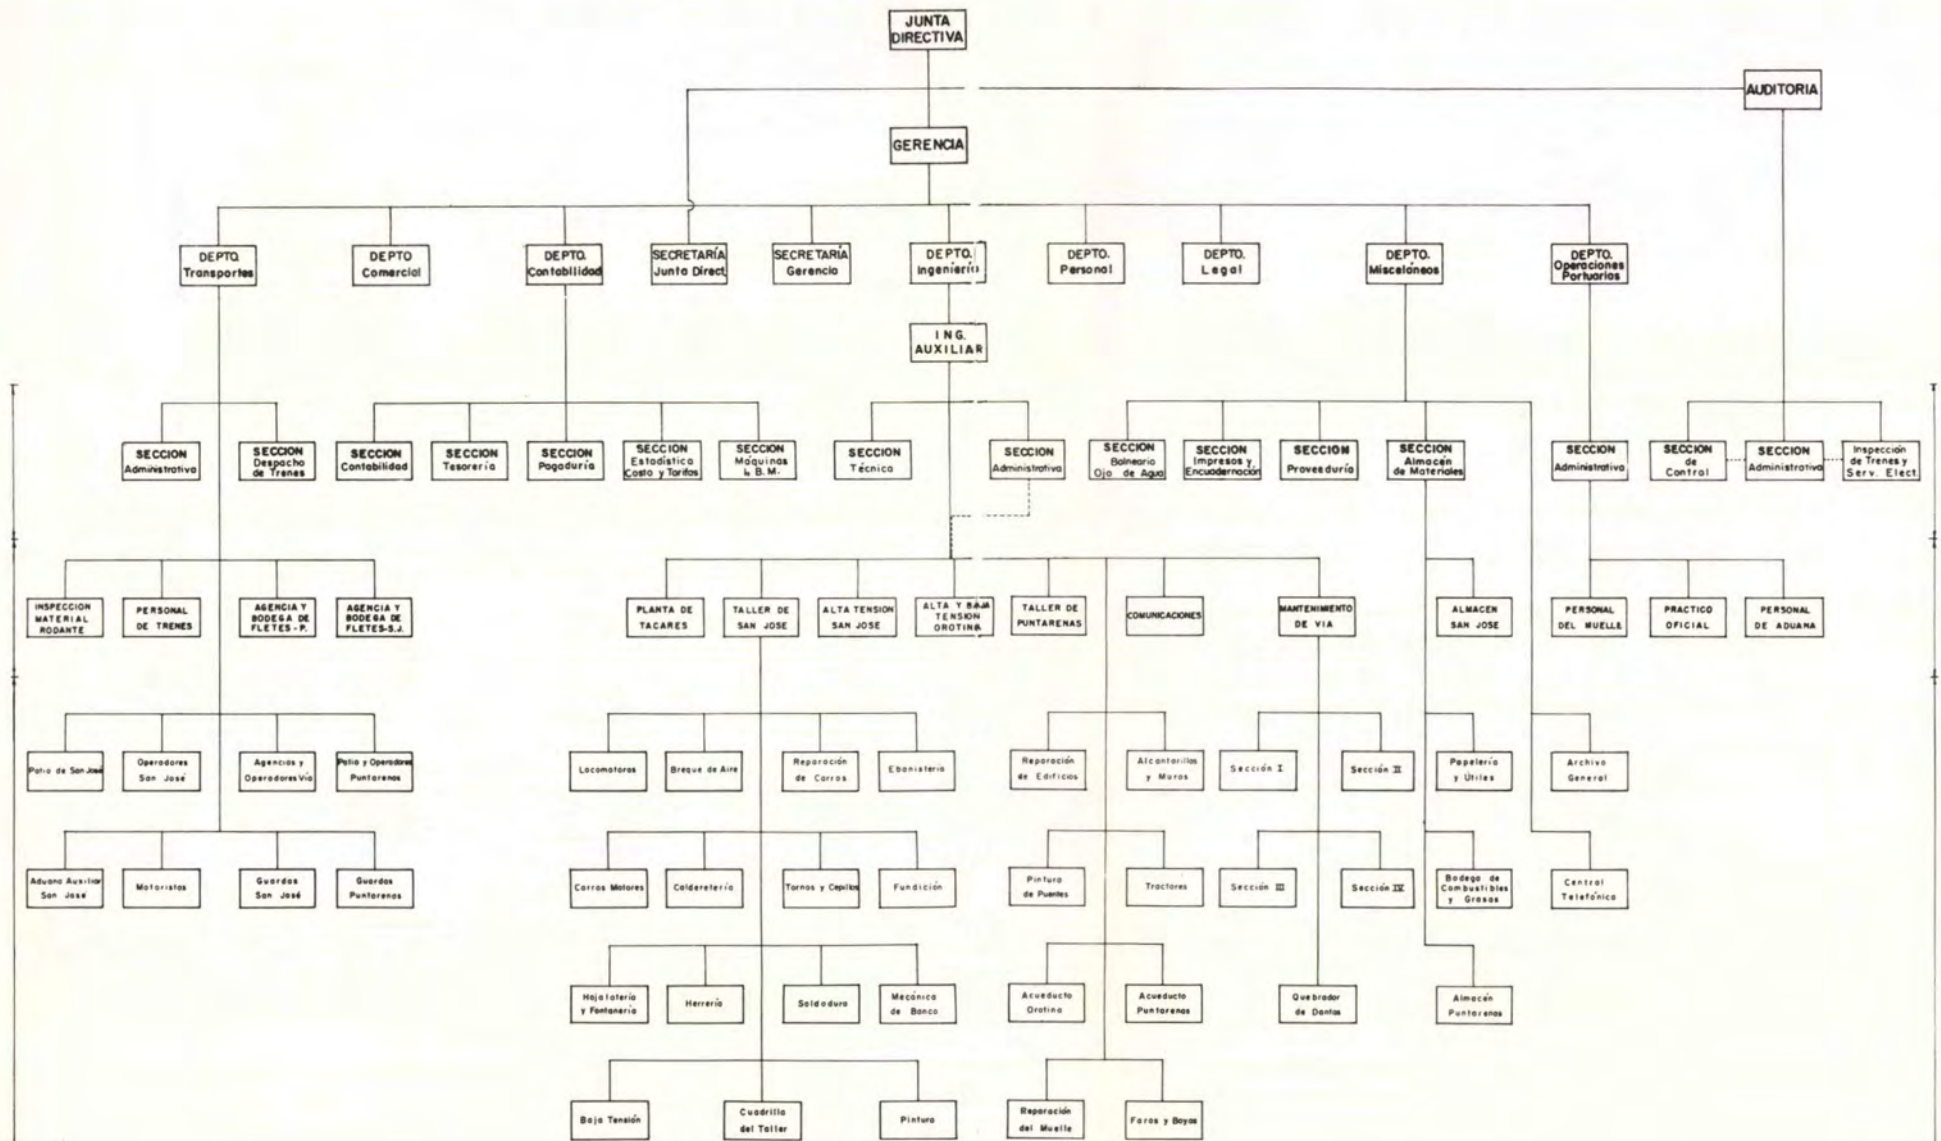 JUNTA
DIRECTIVA
AUDITORIA
GERENCIA
DEPTO.
Transportes
DEPTO
Comercial
DEPTO.
Contabilidad
SECRETARÍA
Junta Direct.
SECRETARÍA
Gerencia
DEPTO.
Ingeniería
DEPTO.
Personal
DEPTO.
Legal
DEPTO.
Misceláneos
DEPTO.
Operaciones
Portuarias
ING.
AUXILIAR
SECCION
Administrativa
SECCION
Despacho
de Trenes
SECCION
Contabilidad
SECCION
Tesorería
SECCION
Pagaduría
SECCION
Estadística
Costo y Tarifas
SECCION
Máquinas
I. B. M.
SECCION
Técnica
SECCION
Administrativa
SECCION
Balneario
Ojo de Agua
SECCION
Impresos y
Encuadernación
SECCION
Proveeduría
SECCION
Almacén
de Materiales
SECCION
Administrativa
SECCION
de
Control
SECCION
Administrativa
Inspección
de Trenes y
Serv. Elect.
INSPECCION
MATERIAL
RODANTE
PERSONAL
DE TRENES
AGENCIA Y
BODEGA DE
FLETES - P.
AGENCIA Y
BODEGA DE
FLETES-S.J.
PLANTA DE
TACARES
TALLER DE
SAN JOSE
ALTA TENSION
SAN JOSE
ALTA Y BAJA
TENSION
OROTINA
TALLER DE
PUNTARENAS
COMUNICACIONES
MANTENIMIENTO
DE VIA
ALMACEN
SAN JOSE
PERSONAL
DEL MUELLE
PRACTICO
OFICIAL
PERSONAL
DE ADUANA
Patio de San José
Operadores
San José
Agencias y
Operadores Vía
Patio y Operadores
Puntarenas
Locomotoras
Breque de Aire
Reparación
de Carros
Ebanistería
Reparación
de Edificios
Alcantarillas
y Muros
Sección I
Sección II
Papelería
y Útiles
Archivo
General
Aduana Auxiliar
San José
Motoristas
Guardas
San José
Guardas
Puntarenas
Carros Motores
Calderetería
Tornos y Cepillos
Fundición
Pintura
de Puentes
Tractores
Sección III
Sección IV
Bodega de
Combustibles
y Grasas
Central
Telefónica
Hojalatería
y Fontanería
Herrería
Soldadura
Mecánica
de Banco
Acueducto
Orotina
Acueducto
Puntarenas
Quebrador
de Dantas
Almacén
Puntarenas
Baja Tensión
Cuadrilla
del Taller
Pintura
Reparación
del Muelle
Faros y Boyas